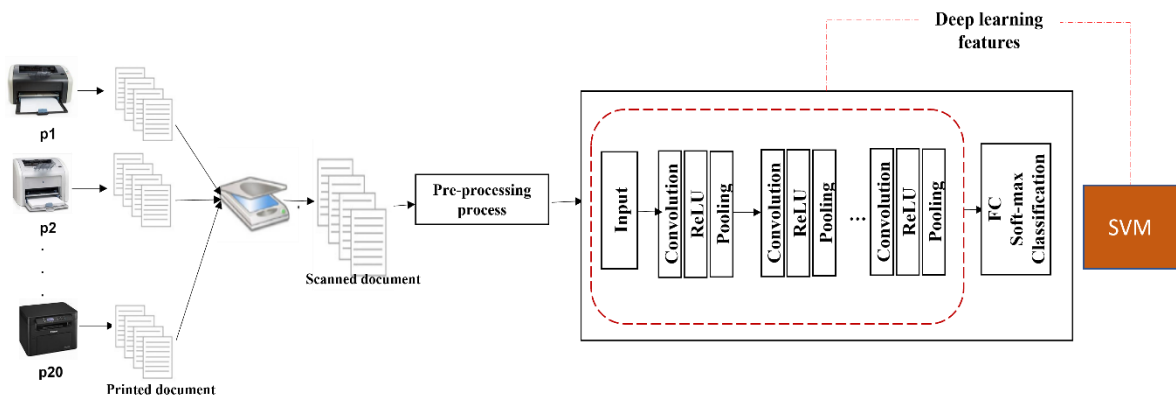 Deep learning
features
p1
p2
.
.
.
p20
Printed document
Scanned document
Pre-processing
process
Input
Convolution
ReLU
Pooling
Convolution
ReLU
Pooling
...
Convolution
ReLU
Pooling
FC
Soft-max
Classification
SVM